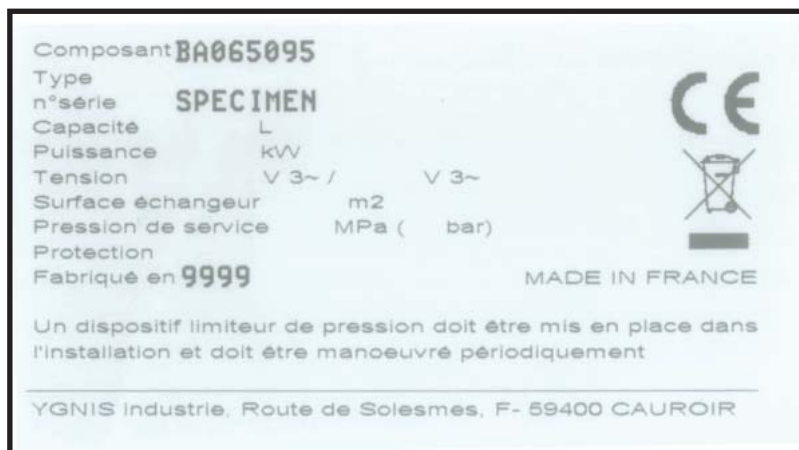 Composant BA065095
Type
n°série SPECIMEN
Capacité L
Puissance kW
Tension V 3~ / V 3~
Surface échangeur m2
Pression de service MPa ( bar)
Protection
Fabriqué en 9999
MADE IN FRANCE
Un dispositif limiteur de pression doit être mis en place dans
l'installation et doit être manoeuvré périodiquement
YGNIS industrie, Route de Solesmes, F- 59400 CAUROIR
CE